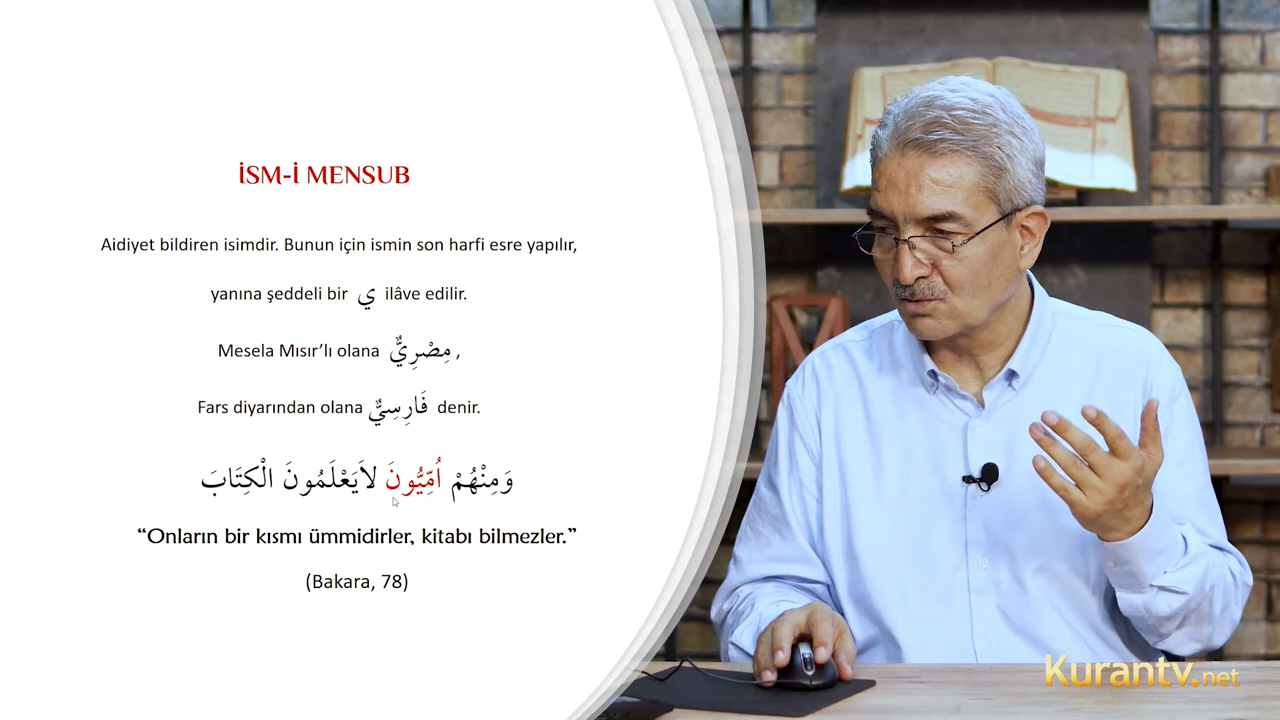 İSM-İ MENSUB
Aidiyet bildiren isimdir. Bunun için ismin son harfi esre yapılır,
yanına şeddeli bir ي ilâve edilir.
Mesela Mısır’lı olana مِصْرِيٌّ ,
Fars diyarından olana فَارِسِيٌّ denir.
وَمِنْهُمْ اُمِّيُّونَ لاَيَعْلَمُونَ الْكِتَابَ
“Onların bir kısmı ümmidirler, kitabı bilmezler.”
(Bakara, 78)
Kurantv.net